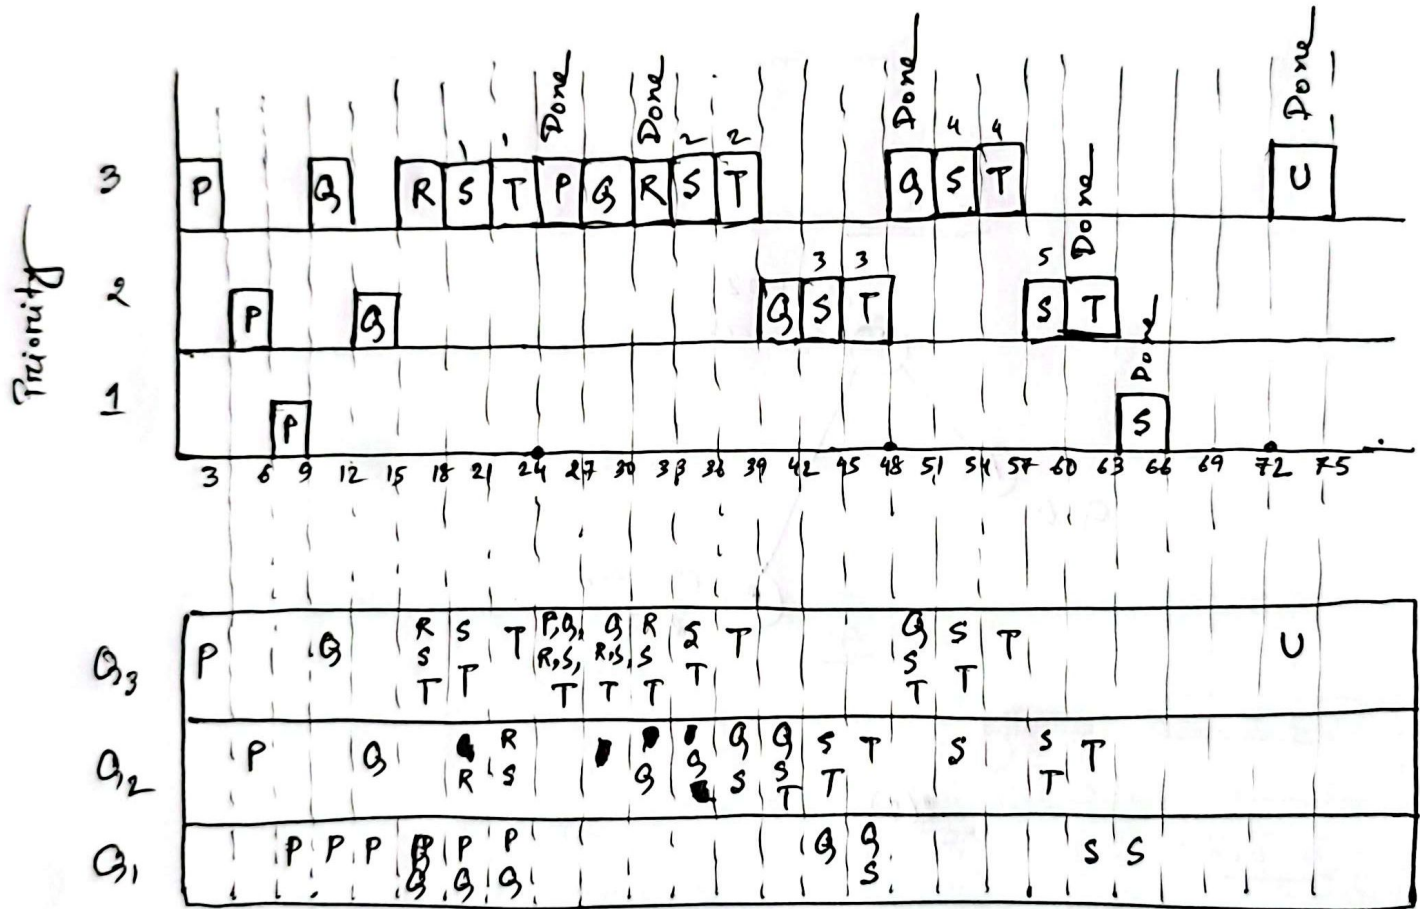 Done Done Done Done
1 1 2 2 4 4
3 P Q R S T P Q R S T Q S T U
Done
3 3 5
Priority 2 P Q Q S T S T
Done
1 P S
3 6 9 12 15 18 21 24 27 30 33 36 39 42 45 48 51 54 57 60 63 66 69 72 75
P,Q, Q R
R S Q S
Q3 P Q S T R,S, R,S, S S T S T U
T T T T T T T T
R Q Q S S
Q2 P Q T S T
R S Q Q S S T T
T
Q1 P P P P P P Q Q S S
Q Q Q S